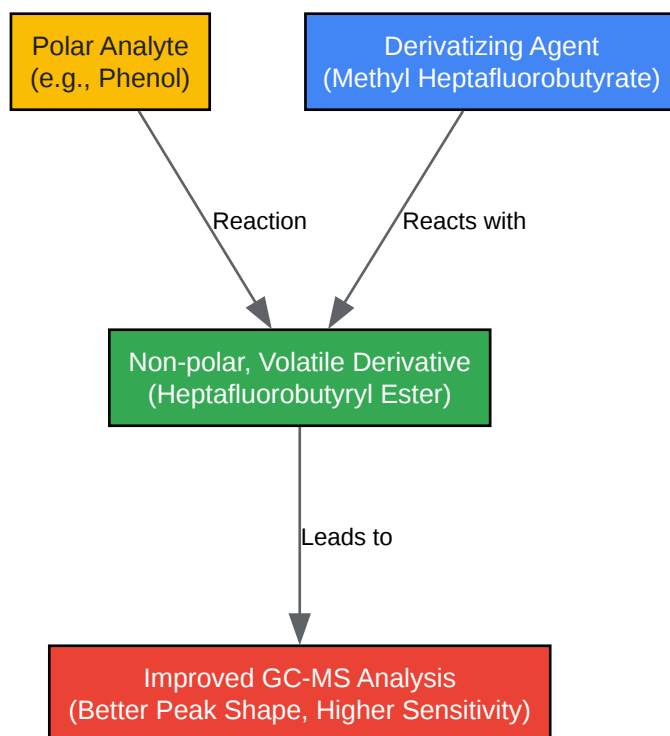 Polar Analyte
(e.g., Phenol)
Derivatizing Agent
(Methyl Heptafluorobutyrate)
Reaction
Reacts with
Non-polar, Volatile Derivative
(Heptafluorobutyryl Ester)
Leads to
Improved GC-MS Analysis
(Better Peak Shape, Higher Sensitivity)